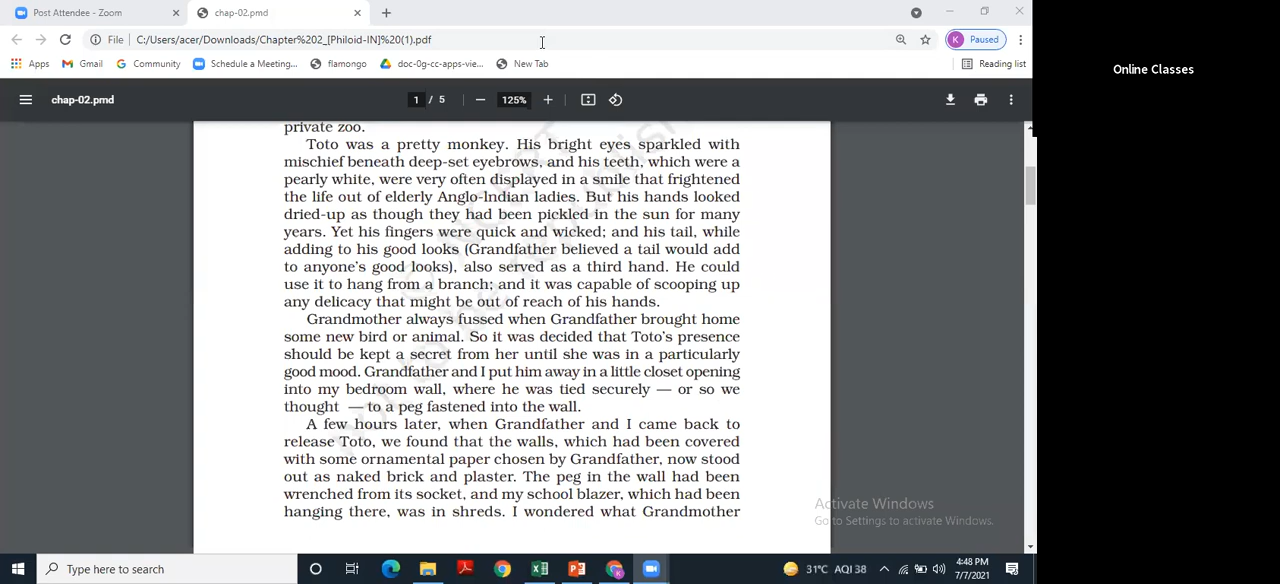 Post Attendee - Zoom
chap-02.pmd
File
C:/Users/acer/Downloads/Chapter%202_[Philoid-IN]%20(1).pdf
K Paused
Apps
Gmail
Community
Schedule a Meeting...
flamongo
doc-0g-cc-apps-vie...
New Tab
Reading list
Online Classes
chap-02.pmd
1 / 5
125%
private zoo.
Toto was a pretty monkey. His bright eyes sparkled with
mischief beneath deep-set eyebrows, and his teeth, which were a
pearly white, were very often displayed in a smile that frightened
the life out of elderly Anglo-Indian ladies. But his hands looked
dried-up as though they had been pickled in the sun for many
years. Yet his fingers were quick and wicked; and his tail, while
adding to his good looks (Grandfather believed a tail would add
to anyone's good looks), also served as a third hand. He could
use it to hang from a branch; and it was capable of scooping up
any delicacy that might be out of reach of his hands.
Grandmother always fussed when Grandfather brought home
some new bird or animal. So it was decided that Toto's presence
should be kept a secret from her until she was in a particularly
good mood. Grandfather and I put him away in a little closet opening
into my bedroom wall, where he was tied securely — or so we
thought — to a peg fastened into the wall.
A few hours later, when Grandfather and I came back to
release Toto, we found that the walls, which had been covered
with some ornamental paper chosen by Grandfather, now stood
out as naked brick and plaster. The peg in the wall had been
wrenched from its socket, and my school blazer, which had been
hanging there, was in shreds. I wondered what Grandmother
Activate Windows
Go to Settings to activate Windows.
Type here to search
31°C AQI 38
4:48 PM
7/7/2021